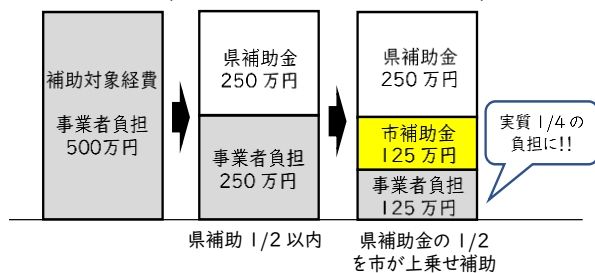 補助対象経費
事業者負担
500万円
県補助金
250万円
事業者負担
250万円
県補助1/2以内
県補助金
250万円
市補助金
125万円
事業者負担
125万円
県補助金の1/2
を市が上乗せ補助
実質1/4の
負担に!!